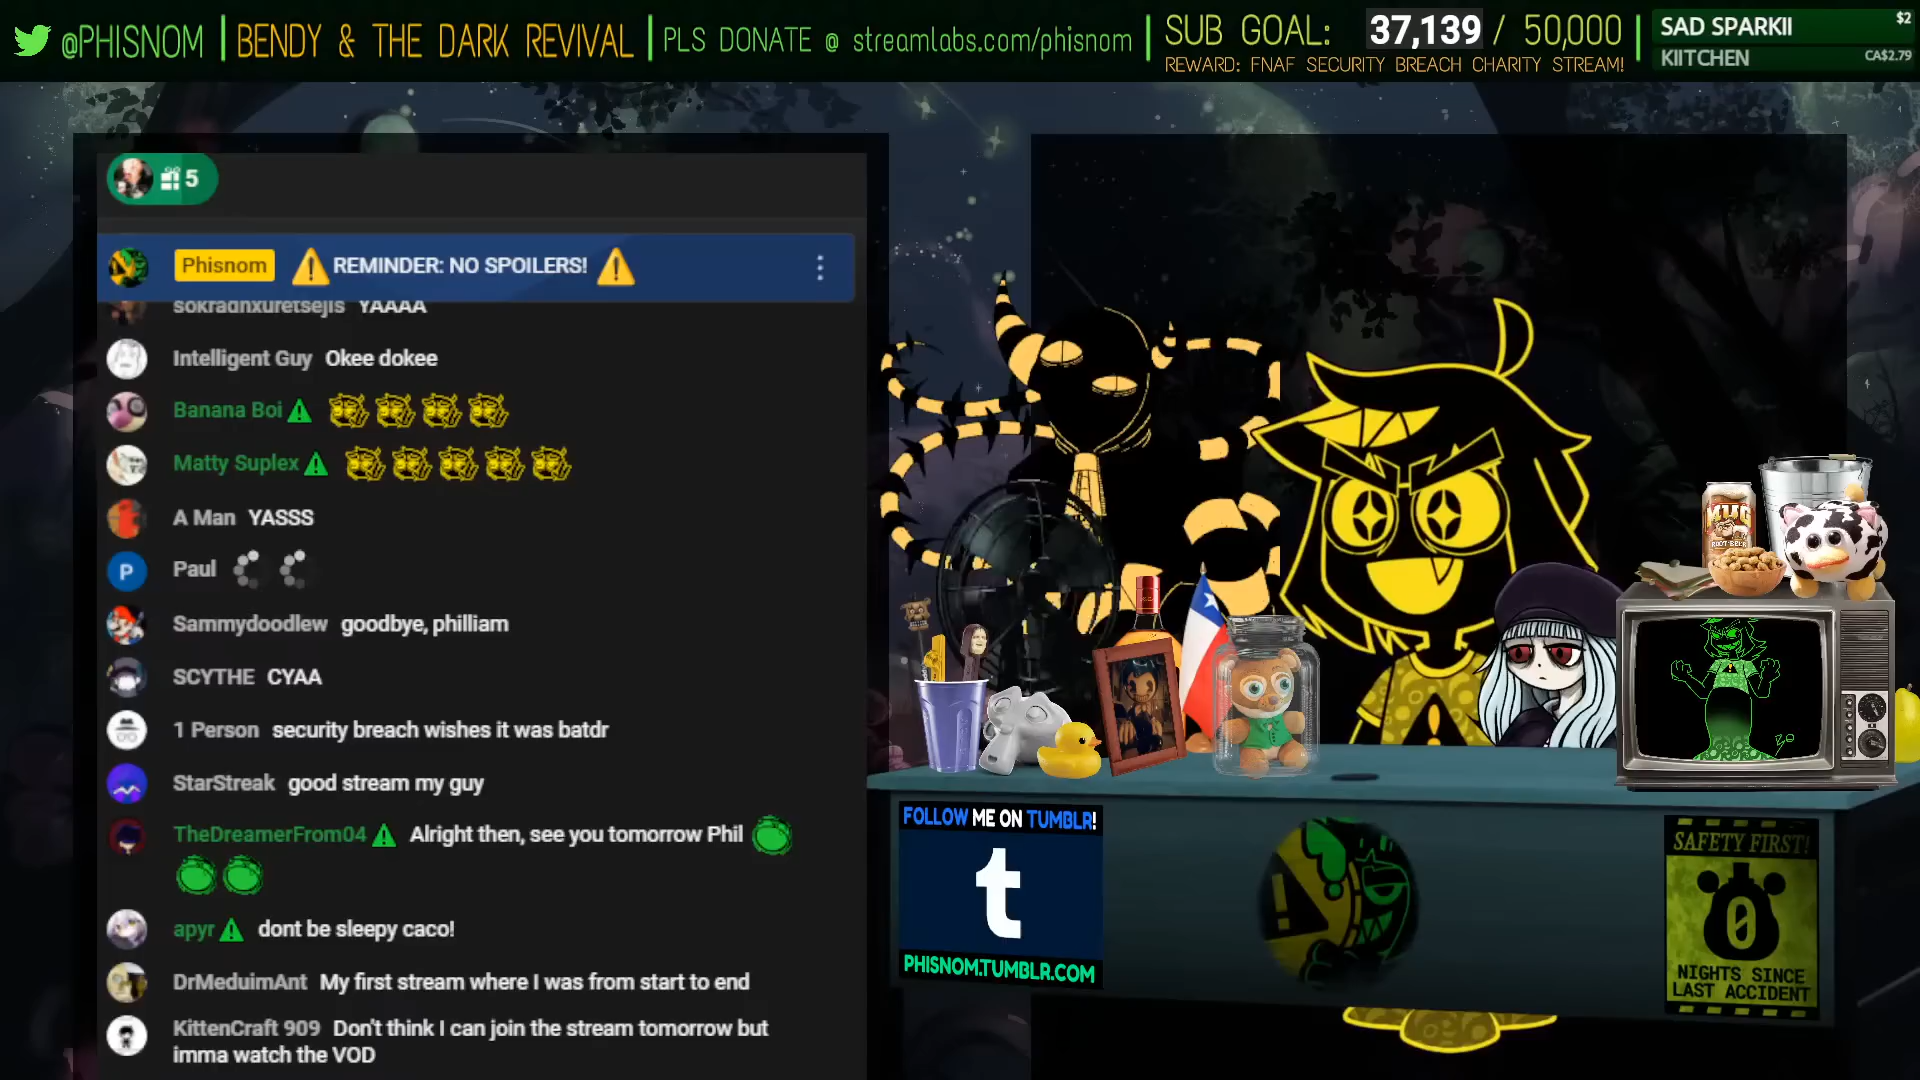 @PHISNOM
BENDY & THE DARK REVIVAL
PLS DONATE @ streamlabs.com/phisnom
SUB GOAL: 37,139 / 50,000
REWARD: FNAF SECURITY BREACH CHARITY STREAM!
SAD SPARKII $2
KIITCHEN CA$2.79
5
Phisnom ⚠REMINDER: NO SPOILERS! ⚠
sokradnxuretsejls YAAAA
Intelligent Guy Okee dokee
Banana Boi
Matty Suplex
A Man YASSS
P Paul
Sammydoodlew goodbye, philliam
SCYTHE CYAA
1 Person security breach wishes it was batdr
StarStreak good stream my guy
TheDreamerFrom04 Alright then, see you tomorrow Phil
apyr dont be sleepy caco!
DrMeduimAnt My first stream where I was from start to end
KittenCraft 909 Don't think I can join the stream tomorrow but
imma watch the VOD
MUG
ROOT BEER
FOLLOW ME ON TUMBLR!
t
PHISNOM.TUMBLR.COM
SAFETY FIRST!
0
NIGHTS SINCE
LAST ACCIDENT